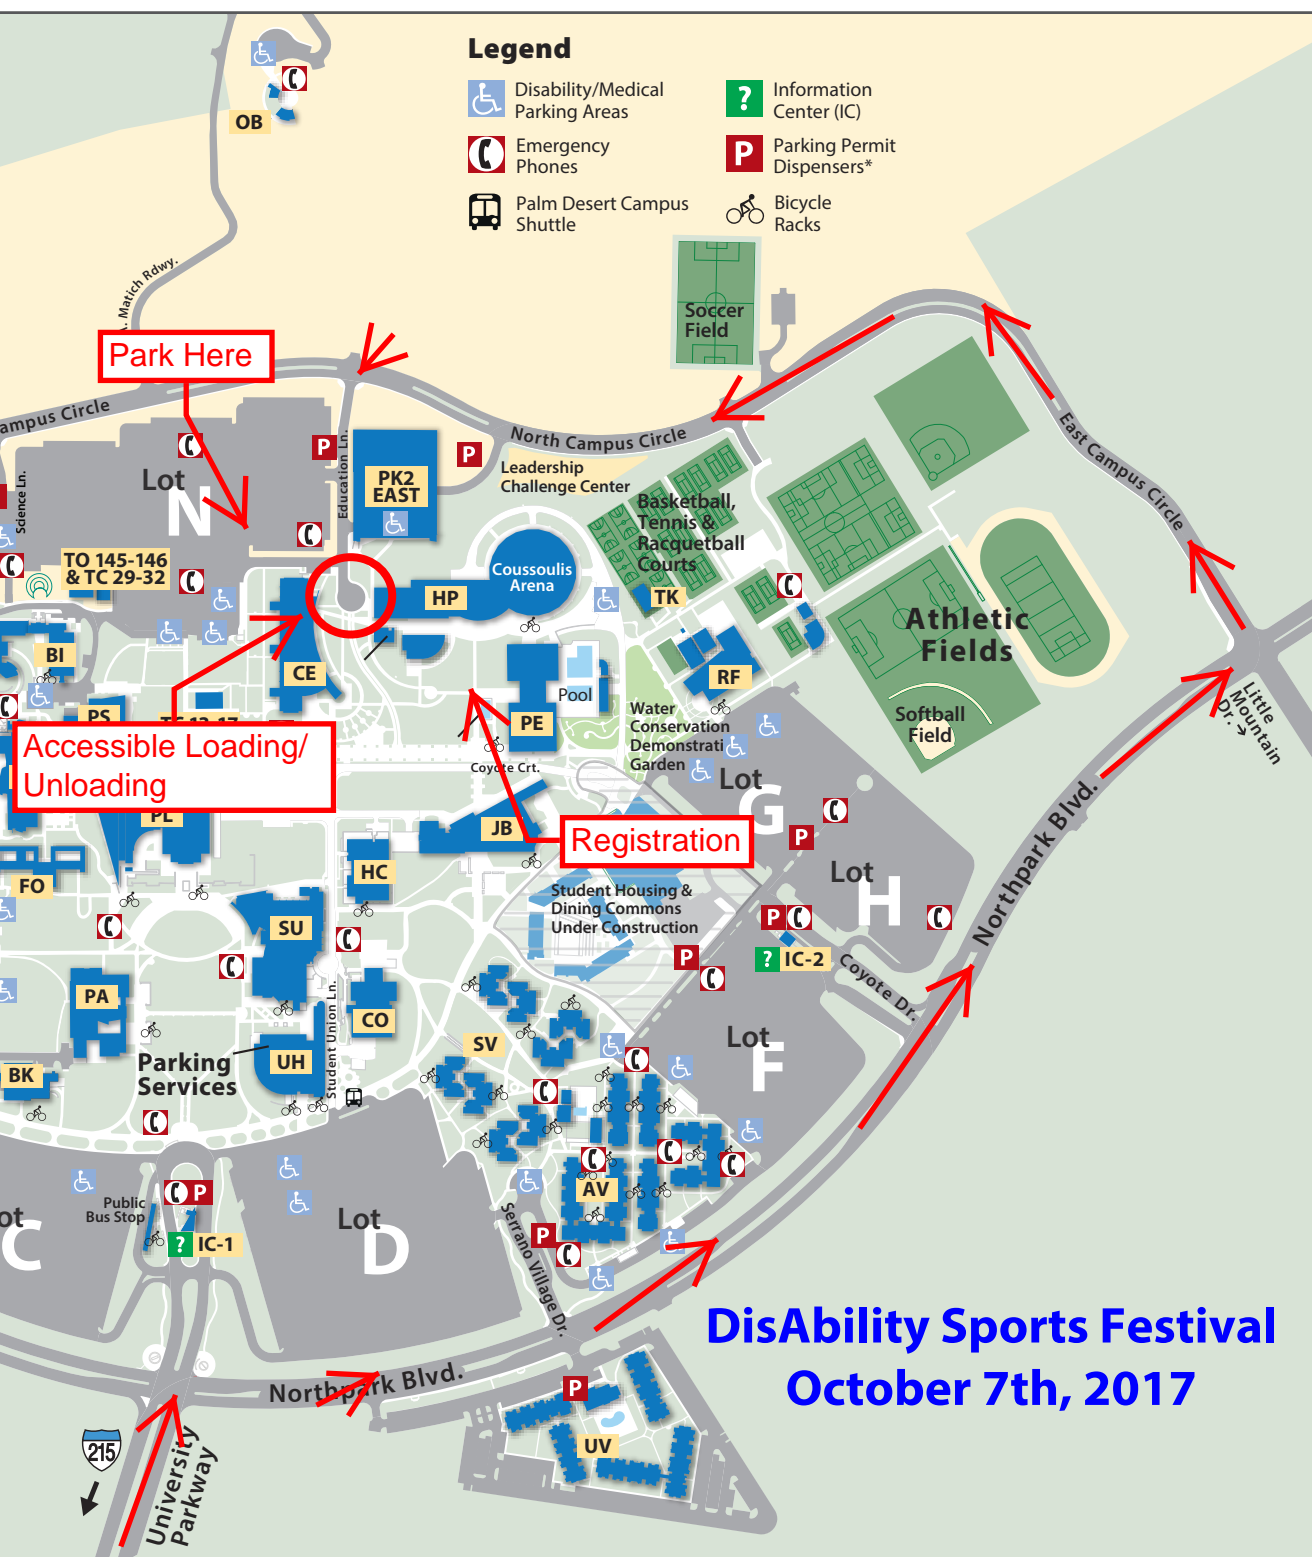 Legend
Disability/Medical
Parking Areas
?
Information
Center (IC)
Emergency
Phones
P
Parking Permit
Dispensers*
Palm Desert Campus
Shuttle
Bicycle
Racks
OB
A. Matich Rdwy.
Park Here
Soccer
Field
ampus Circle
North Campus Circle
East Campus Circle
Science Ln.
Education Ln.
Lot
N
P
PK2
EAST
P
Leadership
Challenge Center
Basketball,
Tennis &
Racquetball
Courts
TO 145-146
& TC 29-32
Coussoulis
Arena
HP
TK
Athletic
Fields
BI
CE
RF
Pool
PS
PE
Water
Conservation
Demonstrati
Garden
Softball
Field
Little
Mountain
Dr.
Accessible Loading/
Unloading
Coyote Crt.
Lot
G
PL
JB
Registration
P
Northpark Blvd.
HC
FO
Lot
H
Student Housing &
Dining Commons
Under Construction
SU
P
P
? IC-2
Coyote Dr.
PA
CO
Student Union Ln.
SV
Lot
F
Parking
Services
UH
BK
AV
Public
Bus Stop
P
ot
C
? IC-1
Lot
D
P
Serrano Village Dr.
DisAbility Sports Festival
October 7th, 2017
Northpark Blvd.
P
UV
215
University
Parkway